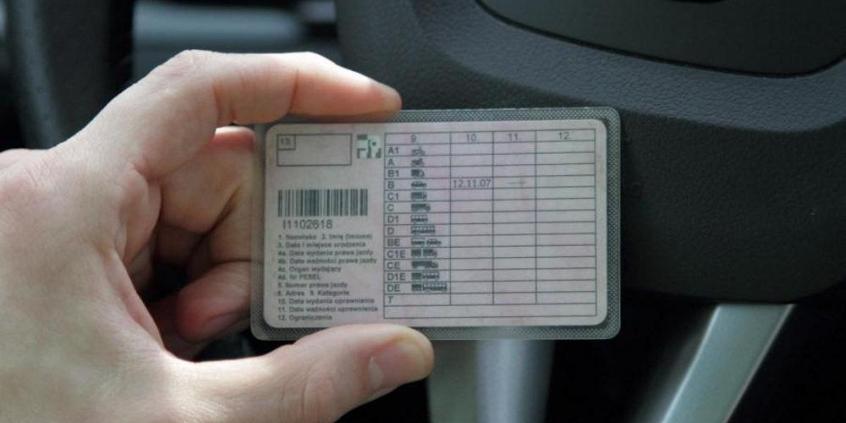 13.
9. 10. 11. 12.
A1
A
B1
B 12.11.07
C1
C
D1
D
BE
C1E
CE
D1E
DE
T
I1102618
1. Nazwisko 2. Imię (imiona)
3. Data i miejsce urodzenia
4a. Data wydania prawa jazdy
4b. Data ważności prawa jazdy
4c. Organ wydający
4d. Nr PESEL
5. Numer prawa jazdy
8. Adres 9. Kategorie
10. Data wydania uprawnienia
11. Data ważności uprawnienia
12. Ograniczenia